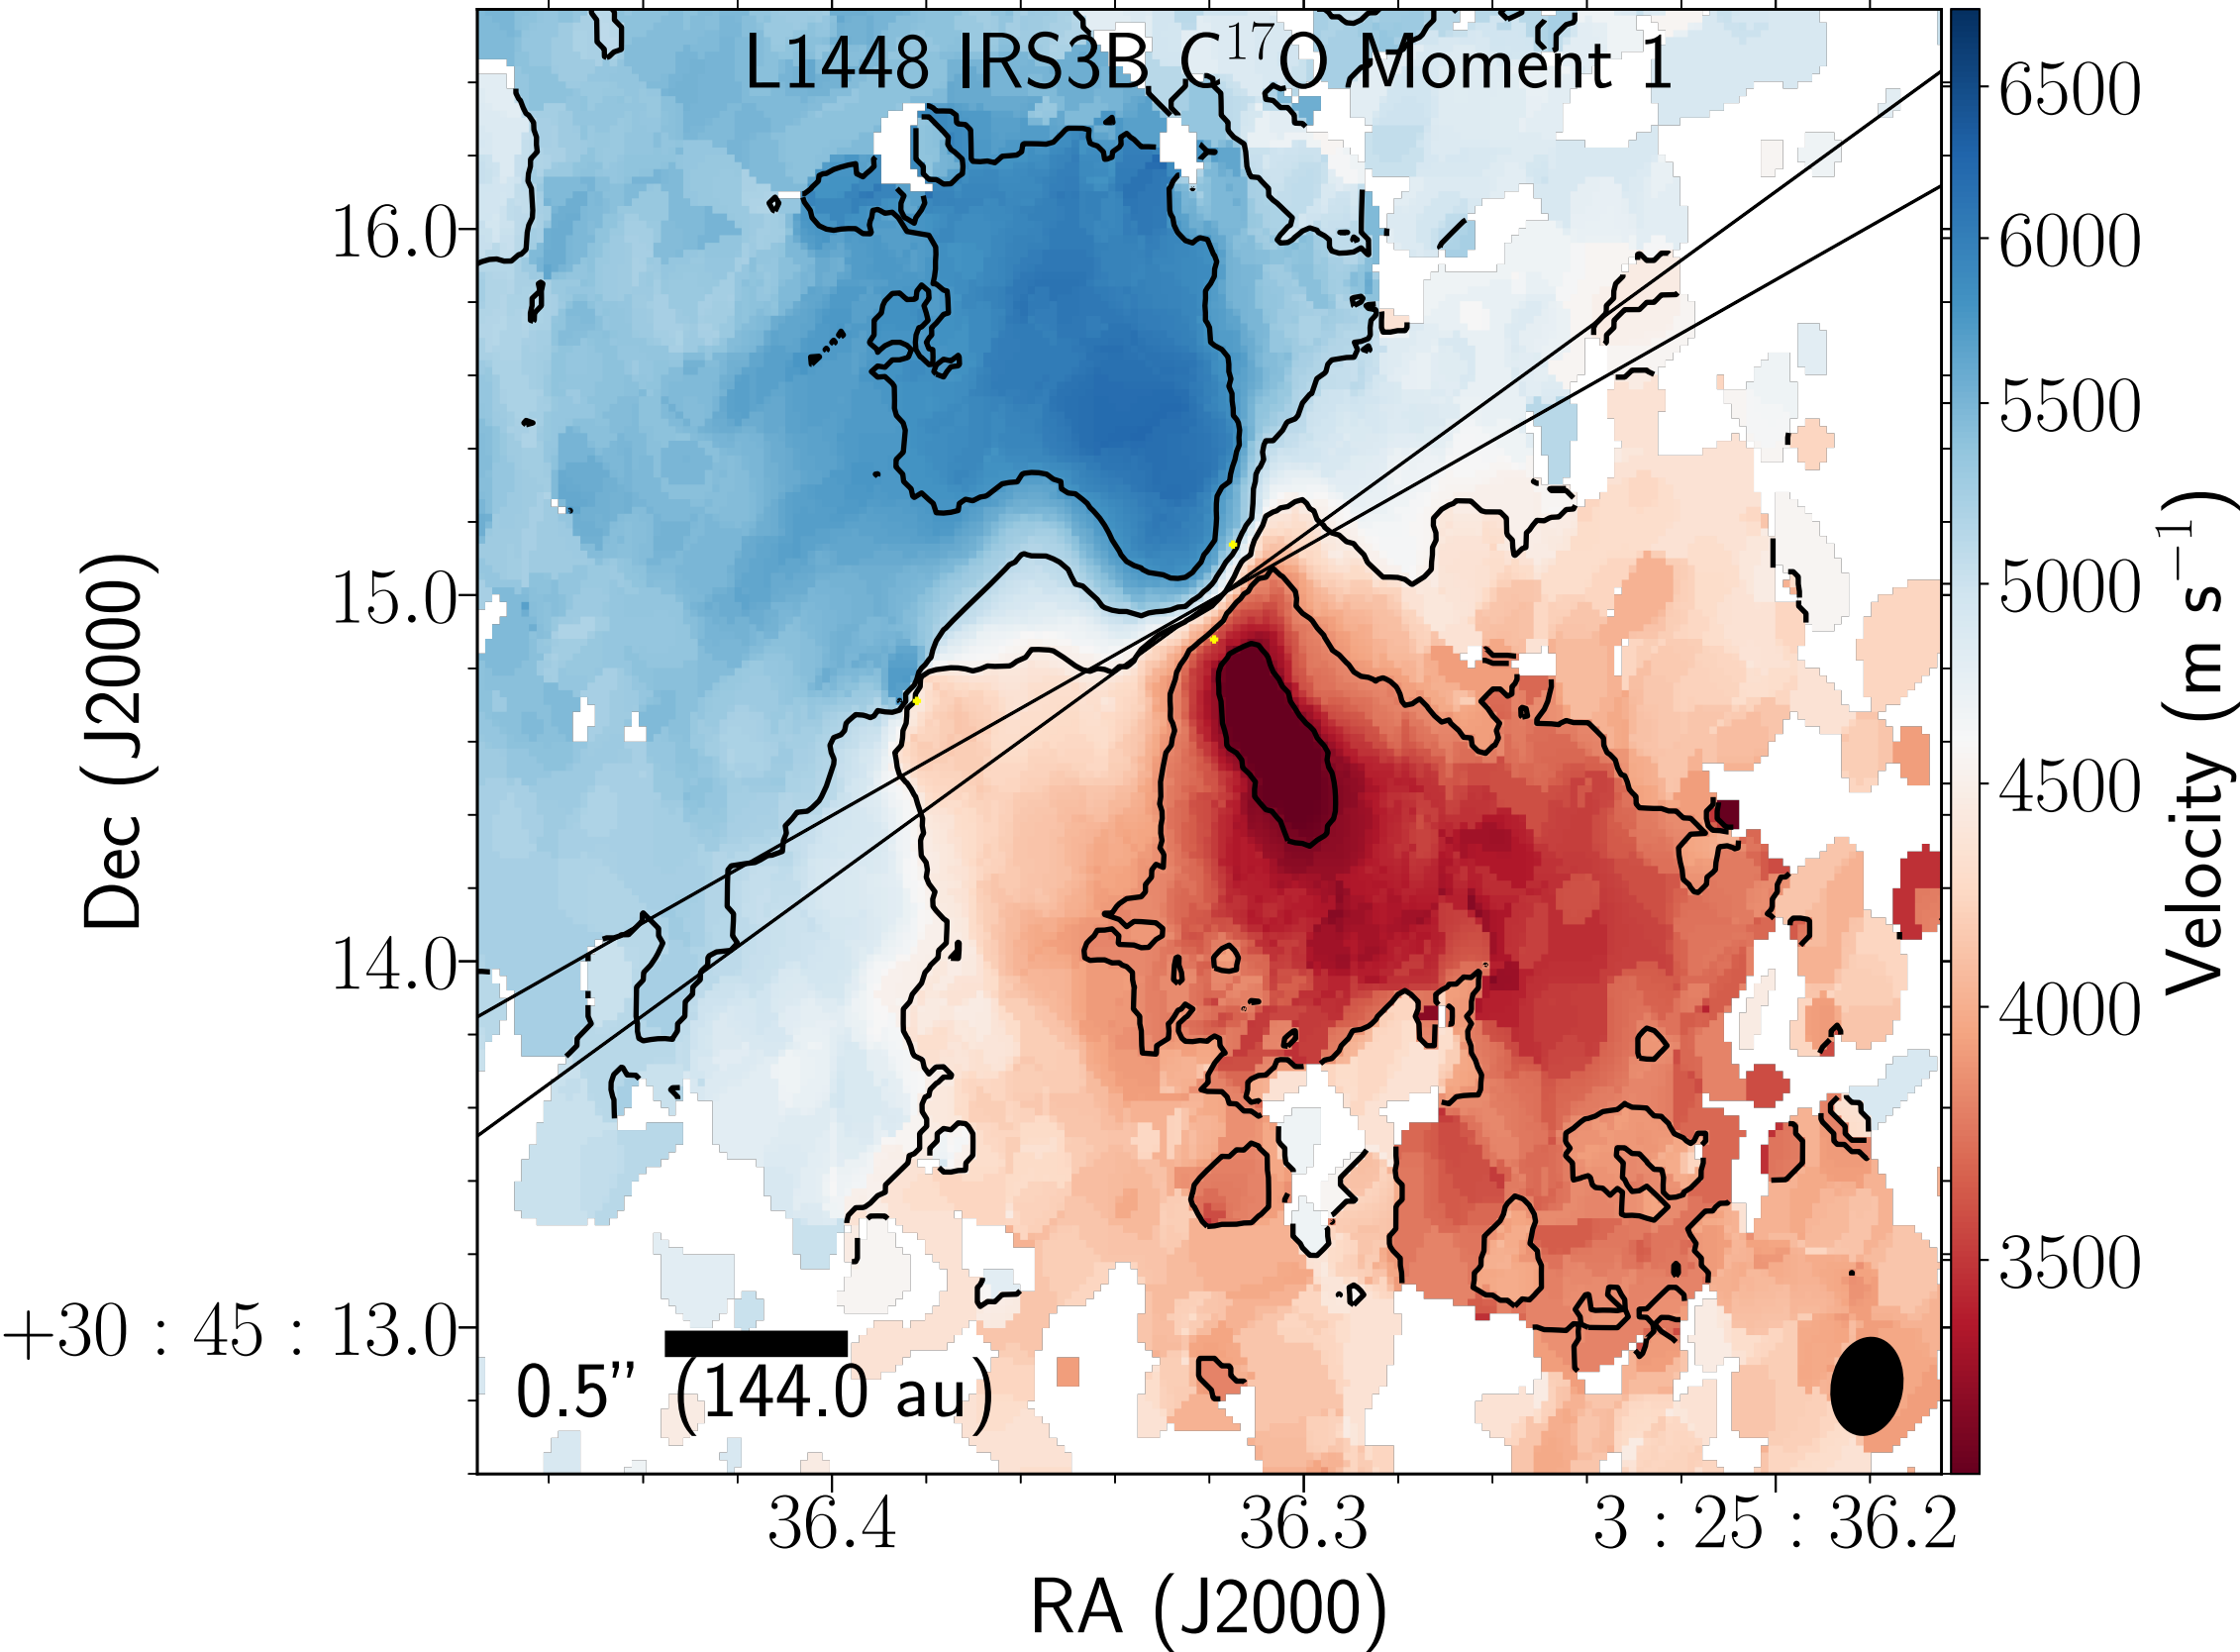 L1448 IRS3B C¹⁷O Moment 1
16.0
15.0
14.0
+30 : 45 : 13.0
Dec (J2000)
0.5” (144.0 au)
36.4
36.3
3 : 25 : 36.2
RA (J2000)
6500
6000
5500
5000
4500
4000
3500
Velocity (m s⁻¹)